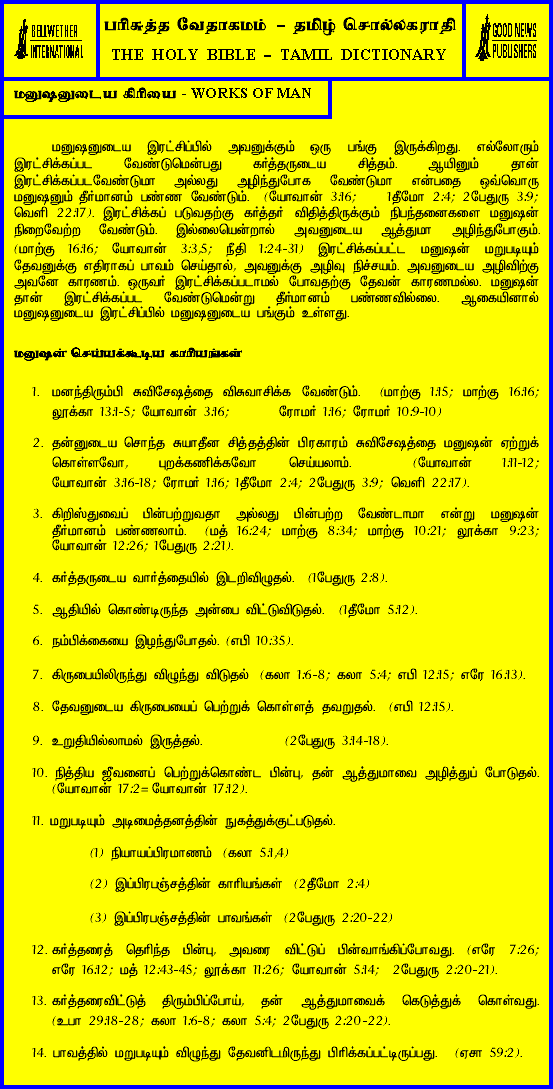 BELLWETHER
INTERNATIONAL
பரிசுத்த வேதாகமம் – தமிழ் சொல்லகராதி
THE HOLY BIBLE – TAMIL DICTIONARY
GOOD NEWS
PUBLISHERS
மனுஷனுடைய கிரியை - WORKS OF MAN
மனுஷனுடைய இரட்சிப்பில் அவனுக்கும் ஒரு பங்கு இருக்கிறது. எல்லோரும்
இரட்சிக்கப்பட வேண்டுமென்பது கர்த்தருடைய சித்தம். ஆயினும் தான்
இரட்சிக்கப்படவேண்டுமா அல்லது அழிந்துபோக வேண்டுமா என்பதை ஒவ்வொரு
மனுஷனும் தீர்மானம் பண்ண வேண்டும். (யோவான் 3:16; 1தீமோ 2:4; 2பேதுரு 3:9;
வெளி 22:17). இரட்சிக்கப் படுவதற்கு கர்த்தர் விதித்திருக்கும் நிபந்தனைகளை மனுஷன்
நிறைவேற்ற வேண்டும். இல்லையென்றால் அவனுடைய ஆத்துமா அழிந்துபோகும்.
(மாற்கு 16:16; யோவான் 3:3,5; நீதி 1:24-31) இரட்சிக்கப்பட்ட மனுஷன் மறுபடியும்
தேவனுக்கு எதிராகப் பாவம் செய்தால், அவனுக்கு அழிவு நிச்சயம். அவனுடைய அழிவிற்கு
அவனே காரணம். ஒருவர் இரட்சிக்கப்படாமல் போவதற்கு தேவன் காரணமல்ல. மனுஷன்
தான் இரட்சிக்கப்பட வேண்டுமென்று தீர்மானம் பண்ணவில்லை. ஆகையினால்
மனுஷனுடைய இரட்சிப்பில் மனுஷனுடைய பங்கும் உள்ளது.
மனுஷன் செய்யக்கூடிய காரியங்கள்
1. மனந்திரும்பி சுவிசேஷத்தை விசுவாசிக்க வேண்டும். (மாற்கு 1:15; மாற்கு 16:16;
லூக்கா 13:1-5; யோவான் 3:16; ரோமர் 1:16; ரோமர் 10:9-10)
2. தன்னுடைய சொந்த சுயாதீன சித்தத்தின் பிரகாரம் சுவிசேஷத்தை மனுஷன் ஏற்றுக்
கொள்ளவோ, புறக்கணிக்கவோ செய்யலாம். (யோவான் 1:11-12;
யோவான் 3:16-18; ரோமர் 1:16; 1தீமோ 2:4; 2பேதுரு 3:9; வெளி 22:17).
3. கிறிஸ்துவைப் பின்பற்றுவதா அல்லது பின்பற்ற வேண்டாமா என்று மனுஷன்
தீர்மானம் பண்ணலாம். (மத் 16:24; மாற்கு 8:34; மாற்கு 10:21; லூக்கா 9:23;
யோவான் 12:26; 1பேதுரு 2:21).
4. கர்த்தருடைய வார்த்தையில் இடறிவிழுதல். (1பேதுரு 2:8).
5. ஆதியில் கொண்டிருந்த அன்பை விட்டுவிடுதல். (1தீமோ 5:12).
6. நம்பிக்கையை இழந்துபோதல். (எபி 10:35).
7. கிருபையிலிருந்து விழுந்து விடுதல் (கலா 1:6-8; கலா 5:4; எபி 12:15; எரே 16:13).
8. தேவனுடைய கிருபையைப் பெற்றுக் கொள்ளத் தவறுதல். (எபி 12:15).
9. உறுதியில்லாமல் இருத்தல். (2பேதுரு 3:14-18).
10. நித்திய ஜீவனைப் பெற்றுக்கொண்ட பின்பு, தன் ஆத்துமாவை அழித்துப் போடுதல்.
(யோவான் 17:2= யோவான் 17:12).
11. மறுபடியும் அடிமைத்தனத்தின் நுகத்துக்குட்படுதல்.
(1) நியாயப்பிரமாணம் (கலா 5:1,4)
(2) இப்பிரபஞ்சத்தின் காரியங்கள் (2தீமோ 2:4)
(3) இப்பிரபஞ்சத்தின் பாவங்கள் (2பேதுரு 2:20-22)
12. கர்த்தரைத் தெரிந்த பின்பு, அவரை விட்டுப் பின்வாங்கிப்போவது. (எரே 7:26;
எரே 16:12; மத் 12:43-45; லூக்கா 11:26; யோவான் 5:14; 2பேதுரு 2:20-21).
13. கர்த்தரைவிட்டுத் திரும்பிப்போய், தன் ஆத்துமாவைக் கெடுத்துக் கொள்வது.
(உபா 29:18-28; கலா 1:6-8; கலா 5:4; 2பேதுரு 2:20-22).
14. பாவத்தில் மறுபடியும் விழுந்து தேவனிடமிருந்து பிரிக்கப்பட்டிருப்பது. (ஏசா 59:2).